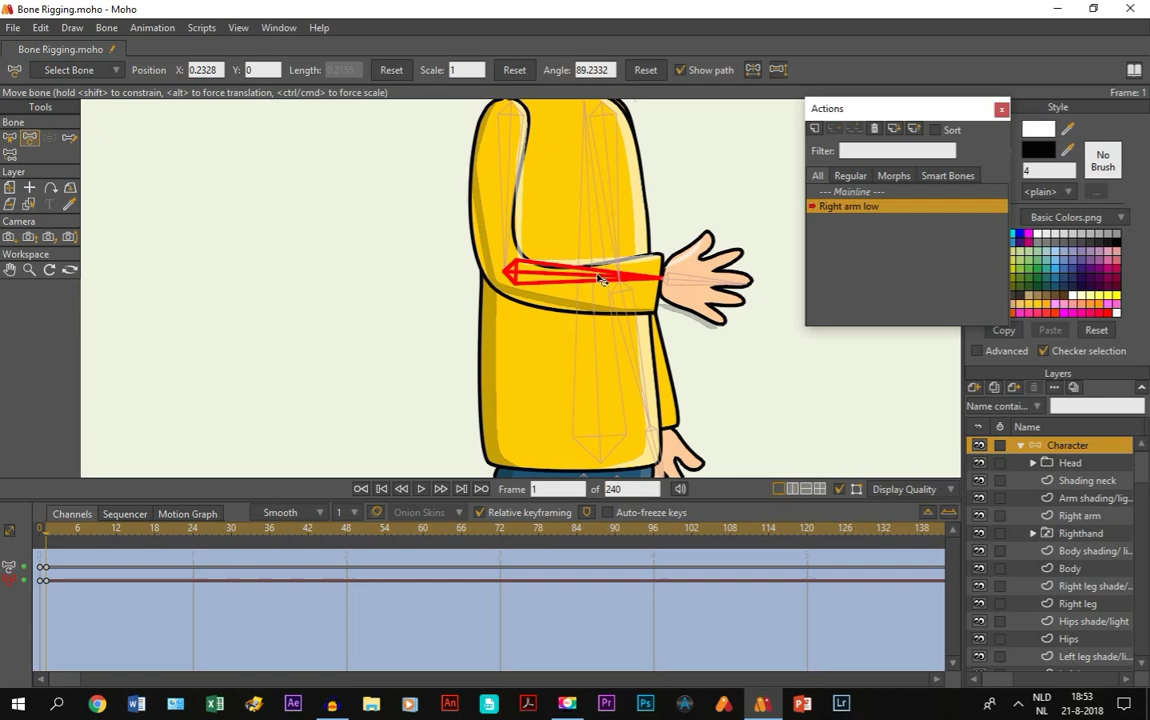 Bone Rigging.moho - Moho
File Edit Draw Bone Animation Scripts View Window Help
Bone Rigging.moho
Select Bone Position X: 0.2328 Y: 0 Length: 0.2155 Reset Scale: 1 Reset Angle: 89.2332 Reset Show path
Move bone (hold <shift> to constrain, <alt> to force translation, <ctrl/cmd> to force scale) Frame: 1
Tools
Bone
Layer
Camera
Workspace
Actions
Sort
Filter:
All Regular Morphs Smart Bones
--- Mainline ---
Right arm low
Style
No
Brush
4
<plain> ...
Basic Colors.png
Copy Paste Reset
Advanced Checker selection
Layers
Name contai...
Name
Character
Head
Shading neck
Arm shading/lig...
Right arm
Righthand
Body shading/ li...
Body
Right leg shade/...
Right leg
Hips shade/light
Hips
Left leg shade/lig...
Frame 1 of 240 Display Quality
Channels Sequencer Motion Graph Smooth 1 Onion Skins Relative keyframing Auto-freeze keys
0 6 12 18 24 30 36 42 48 54 60 66 72 78 84 90 96 102 108 114 120 126 132 138
1 2 3 4 5
NLD
NL
18:53
21-8-2018